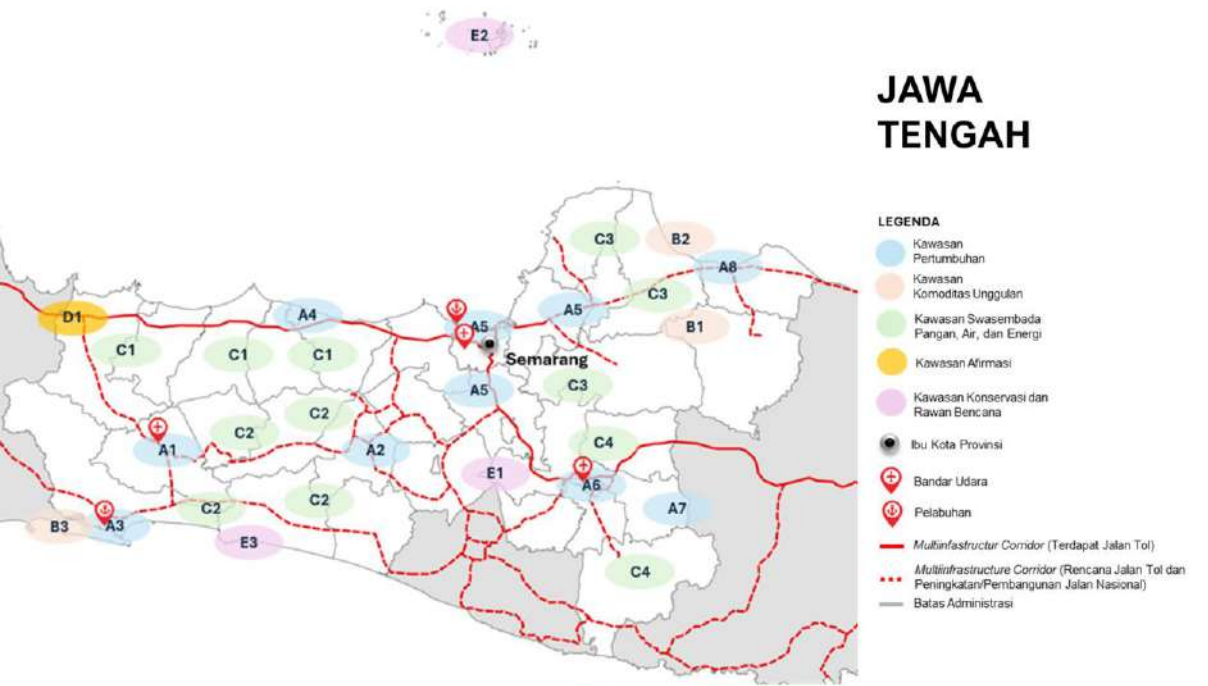 E2
JAWA
TENGAH
LEGENDA
Kawasan
Pertumbuhan
Kawasan
Komoditas Unggulan
Kawasan Swasembada
Pangan, Air, dan Energi
Kawasan Afirmasi
Kawasan Konservasi dan
Rawan Bencana
Ibu Kota Provinsi
Bandar Udara
Pelabuhan
Multiinfastructur Corridor (Terdapat Jalan Tol)
Multiinfrastructure Corridor (Rencana Jalan Tol dan
Peningkatan/Pembangunan Jalan Nasional)
Batas Administrasi
C3
B2
A8
C3
D1
A4
A5
A5
B1
C1
C1
C1
Semarang
A5
C3
C2
C2
A1
A2
C4
E1
A6
C2
C2
A7
B3
A3
E3
C4